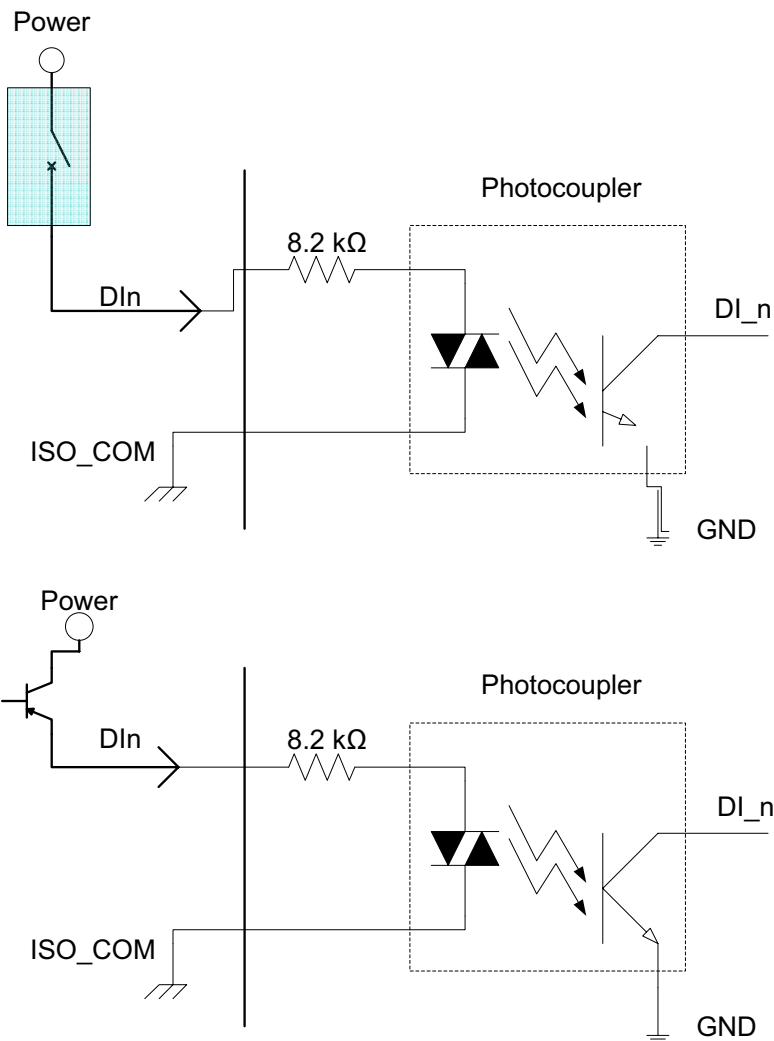 Power
Photocoupler
8.2 kΩ
DIn
DI_n
ISO_COM
GND
Power
Photocoupler
DIn
8.2 kΩ
DI_n
ISO_COM
GND